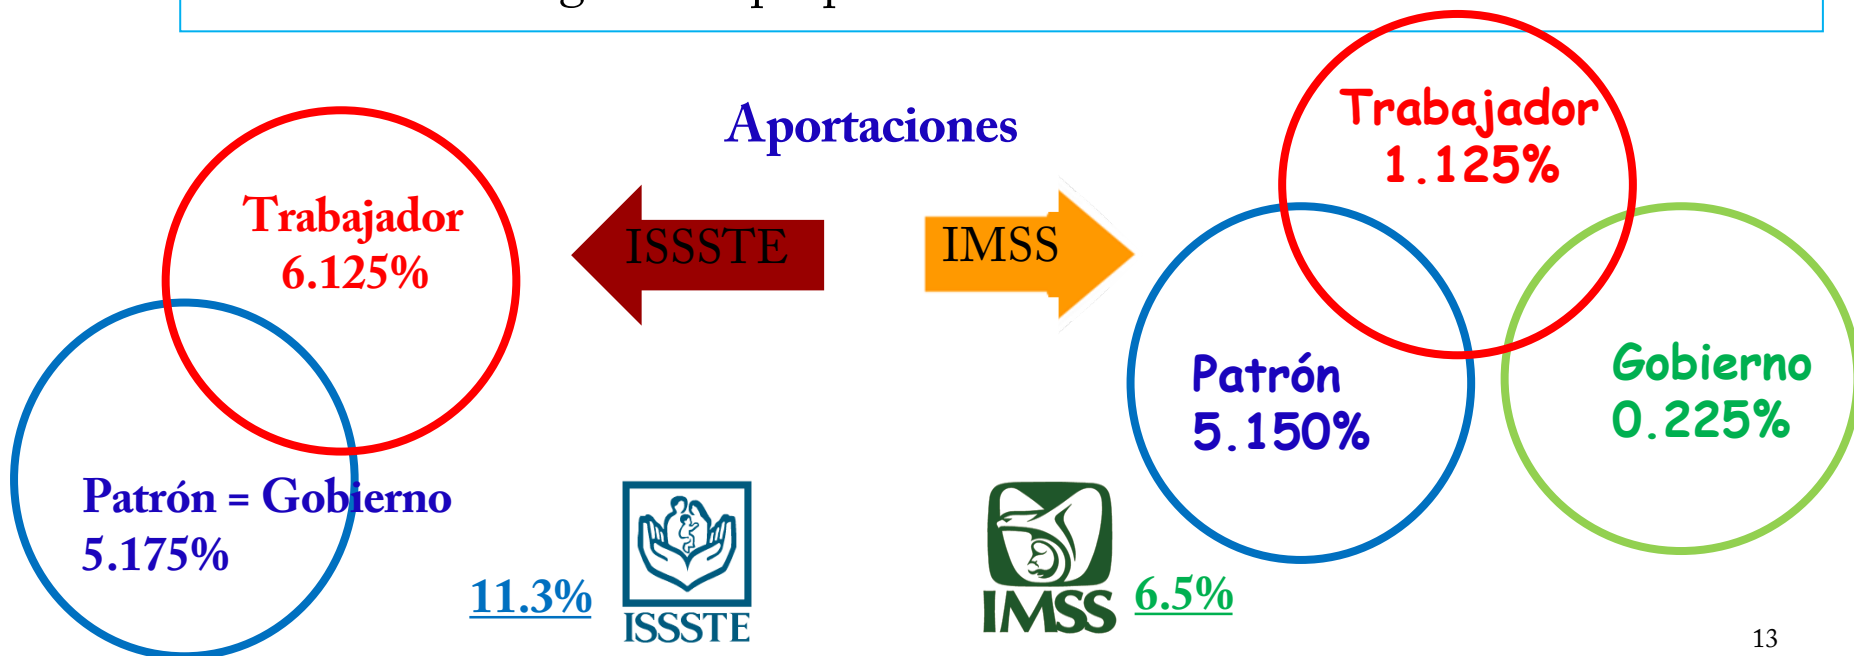 Aportaciones
Trabajador
6.125%
Patrón = Gobierno
5.175%
ISSSTE
IMSS
Trabajador
1.125%
Patrón
5.150%
Gobierno
0.225%
11.3%
ISSSTE
IMSS
6.5%
13